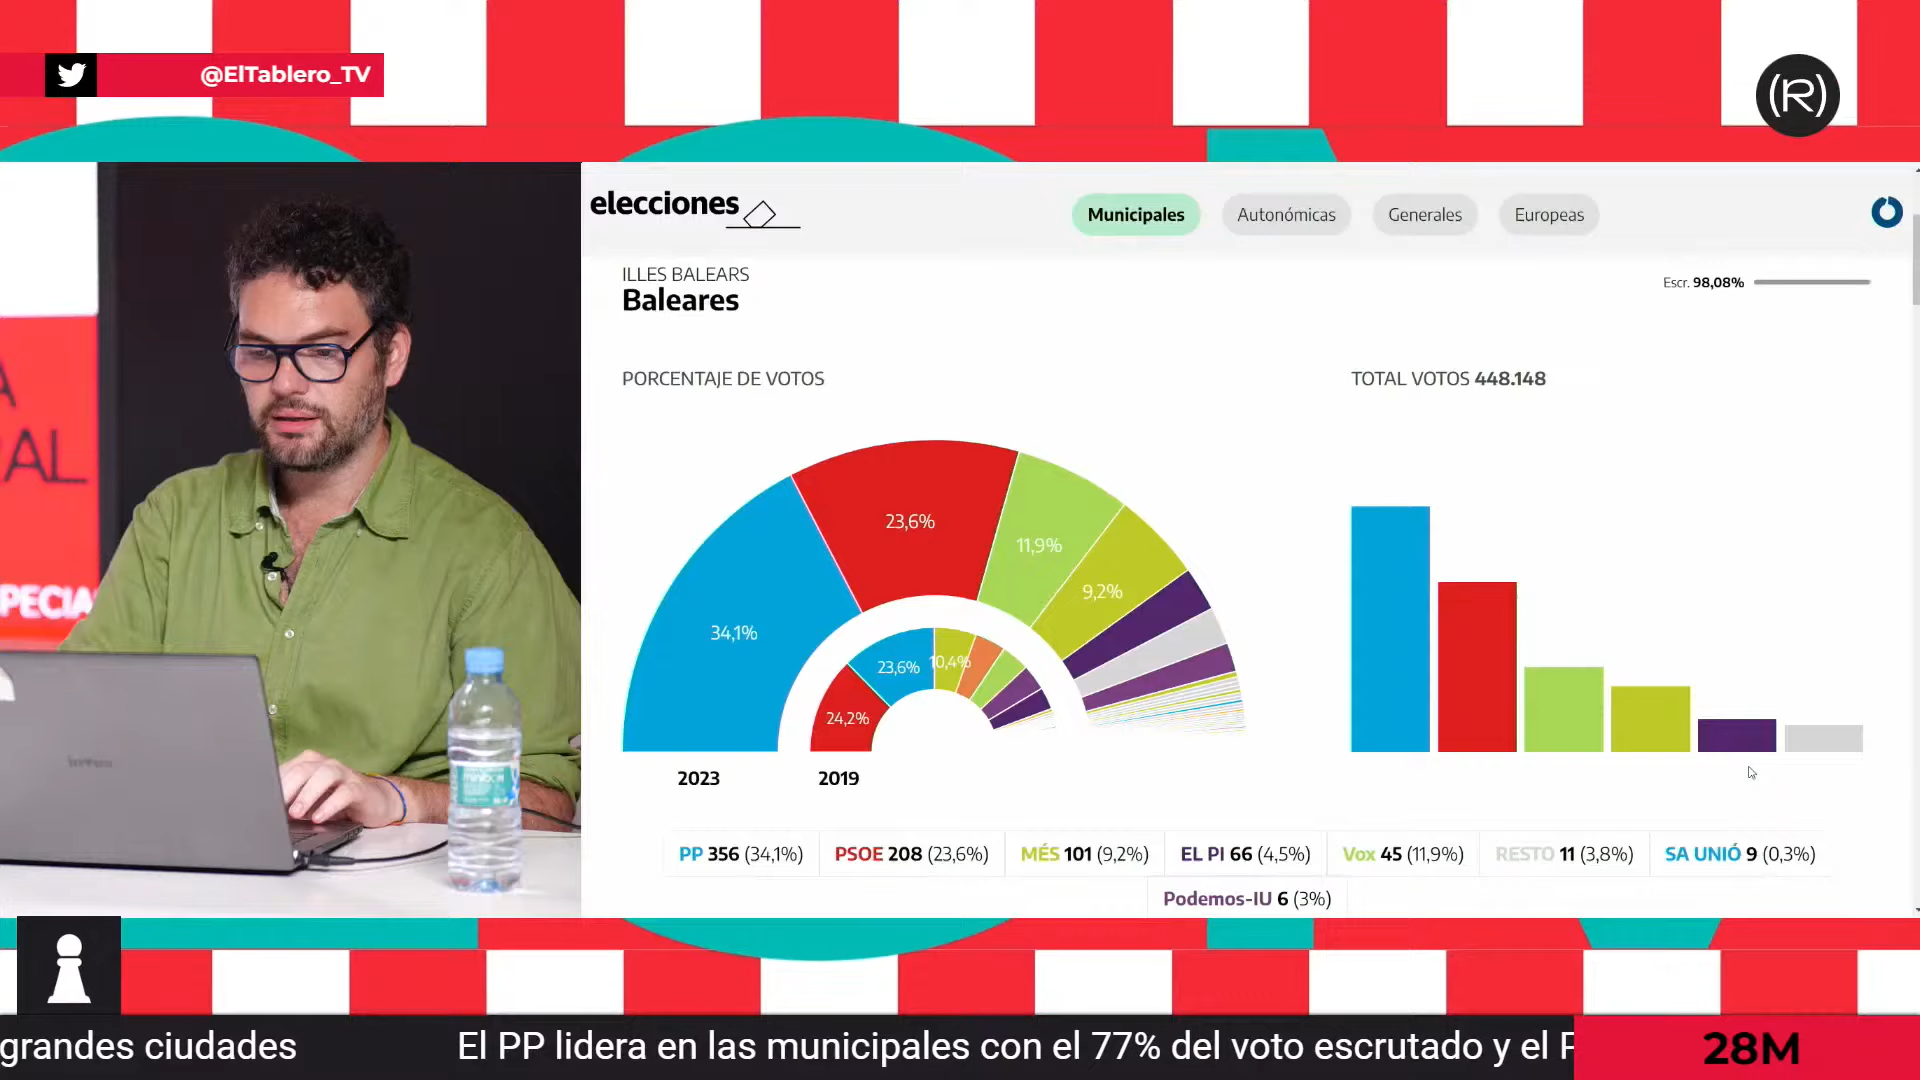 @ElTablero_TV
(R)
elecciones
Municipales
Autonómicas
Generales
Europeas
ILLES BALEARS
Baleares
Escr. 98,08%
PORCENTAJE DE VOTOS
TOTAL VOTOS 448.148
23,6%
11,9%
9,2%
34,1%
23,6%
10,4%
24,2%
2023
2019
PP 356 (34,1%)
PSOE 208 (23,6%)
MÉS 101 (9,2%)
EL PI 66 (4,5%)
Vox 45 (11,9%)
RESTO 11 (3,8%)
SA UNIÓ 9 (0,3%)
Podemos-IU 6 (3%)
A
RAL
PECIA
grandes ciudades
El PP lidera en las municipales con el 77% del voto escrutado y el P
28M